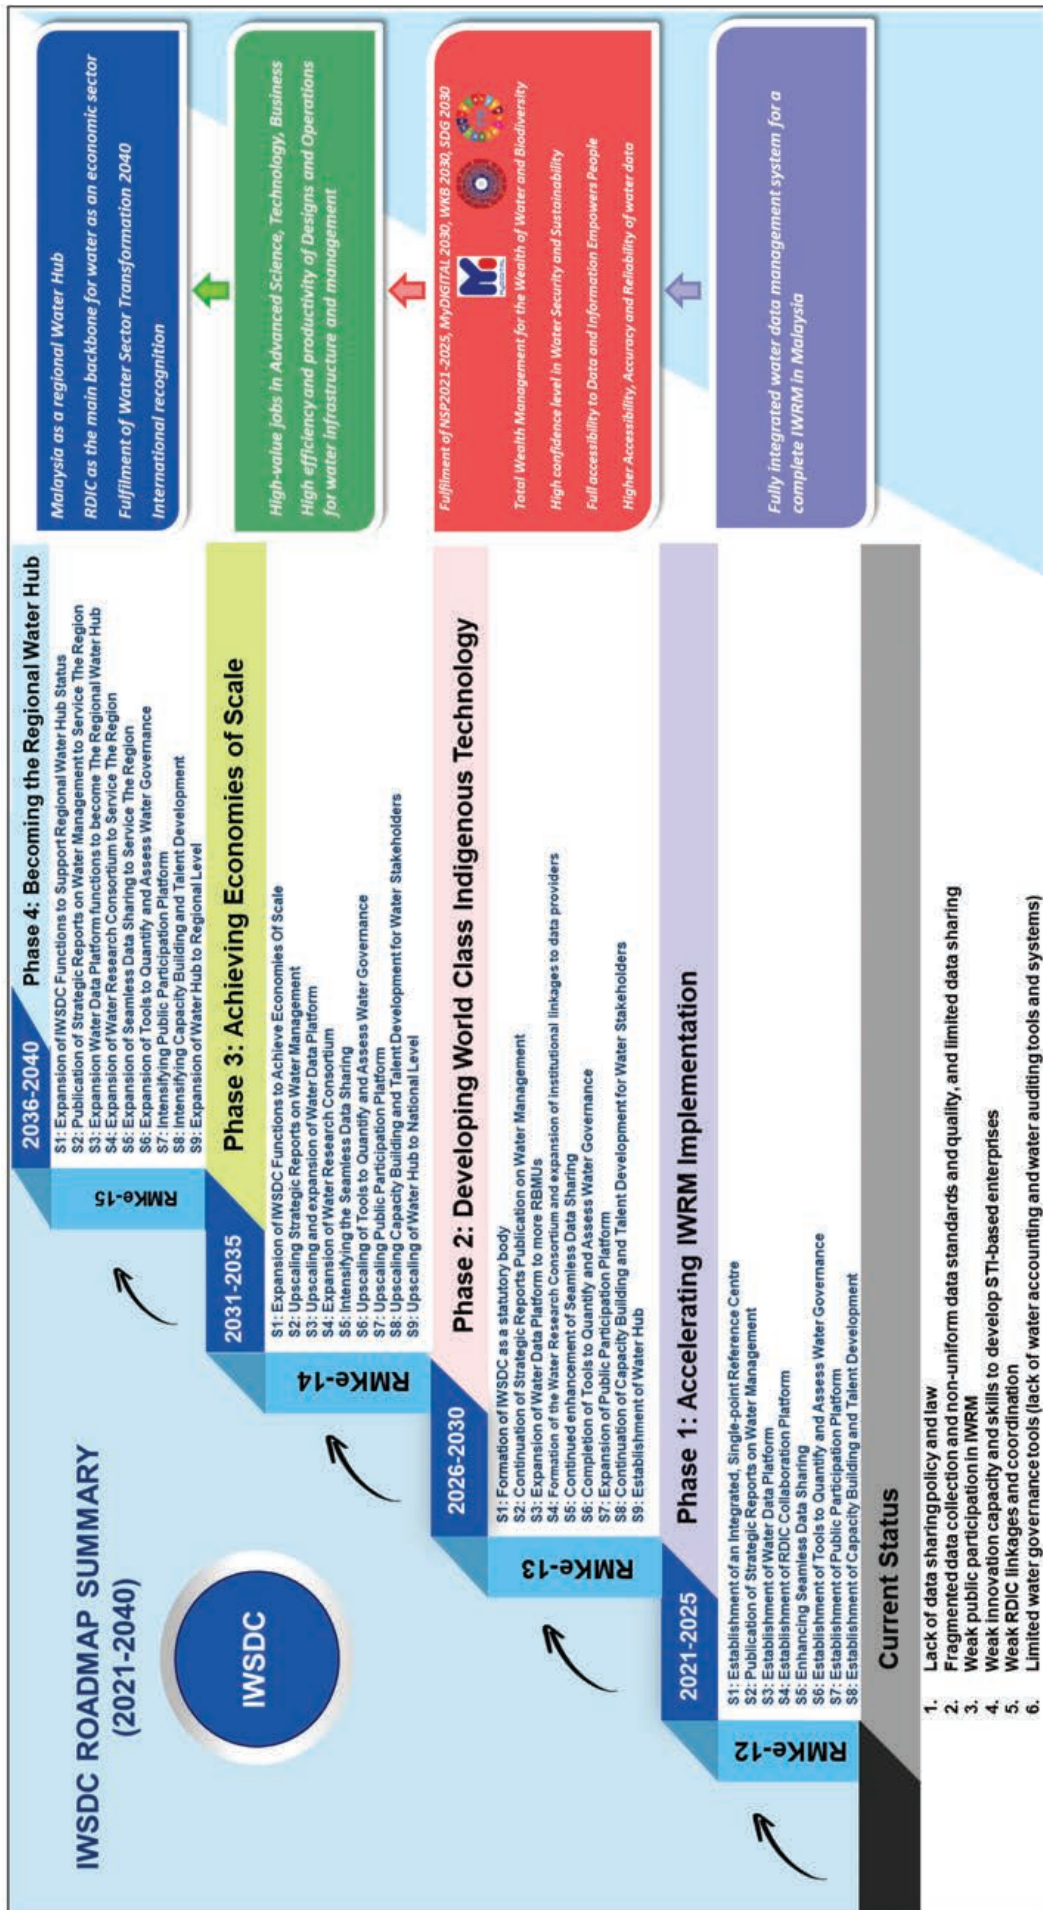 IWSDC ROADMAP SUMMARY
(2021-2040)
IWSDC
2036-2040
Phase 4: Becoming the Regional Water Hub
RMKe-15
S1: Expansion of IWSDC Functions to Support Regional Water Hub Status
S2: Publication of Strategic Reports on Water Management to Service The Region
S3: Expansion Water Data Platform functions to become The Regional Water Hub
S4: Expansion of Water Research Consortium to Service The Region
S5: Expansion of Seamless Data Sharing to Service The Region
S6: Expansion of Tools to Quantify and Assess Water Governance
S7: Intensifying Public Participation Platform
S8: Intensifying Capacity Building and Talent Development
S9: Expansion of Water Hub to Regional Level
Malaysia as a regional Water Hub
RDIC as the main backbone for water as an economic sector
Fulfilment of Water Sector Transformation 2040
International recognition
2031-2035
Phase 3: Achieving Economies of Scale
RMKe-14
S1: Expansion of IWSDC Functions to Achieve Economies Of Scale
S2: Upscaling Strategic Reports on Water Management
S3: Upscaling and expansion of Water Data Platform
S4: Expansion of Water Research Consortium
S5: Intensifying the Seamless Data Sharing
S6: Upscaling of Tools to Quantify and Assess Water Governance
S7: Upscaling Public Participation Platform
S8: Upscaling Capacity Building and Talent Development for Water Stakeholders
S9: Upscaling of Water Hub to National Level
High-value jobs in Advanced Science, Technology, Business
High efficiency and productivity of Designs and Operations
for water infrastructure and management
2026-2030
Phase 2: Developing World Class Indigenous Technology
RMKe-13
S1: Formation of IWSDC as a statutory body
S2: Continuation of Strategic Reports Publication on Water Management
S3: Expansion of Water Data Platform to more RBMUs
S4: Formation of the Water Research Consortium and expansion of institutional linkages to data providers
S5: Continued enhancement of Seamless Data Sharing
S6: Completion of Tools to Quantify and Assess Water Governance
S7: Expansion of Public Participation Platform
S8: Continuation of Capacity Building and Talent Development for Water Stakeholders
S9: Establishment of Water Hub
Fulfilment of NSP2021-2025, MyDIGITAL 2030, WKB 2030, SDG 2030
Total Wealth Management for the Wealth of Water and Biodiversity
High confidence level in Water Security and Sustainability
Full accessibility to Data and Information Empowers People
Higher Accessibility, Accuracy and Reliability of water data
2021-2025
Phase 1: Accelerating IWRM Implementation
RMKe-12
S1: Establishment of an Integrated, Single-point Reference Centre
S2: Publication of Strategic Reports on Water Management
S3: Establishment of Water Data Platform
S4: Establishment of RDIC Collaboration Platform
S5: Enhancing Seamless Data Sharing
S6: Establishment of Tools to Quantify and Assess Water Governance
S7: Establishment of Public Participation Platform
S8: Establishment of Capacity Building and Talent Development
Fully integrated water data management system for a
complete IWRM in Malaysia
Current Status
1. Lack of data sharing policy and law
2. Fragmented data collection and non-uniform data standards and quality, and limited data sharing
3. Weak public participation in IWRM
4. Weak innovation capacity and skills to develop STI-based enterprises
5. Weak RDIC linkages and coordination
6. Limited water governance tools (lack of water accounting and water auditing tools and systems)